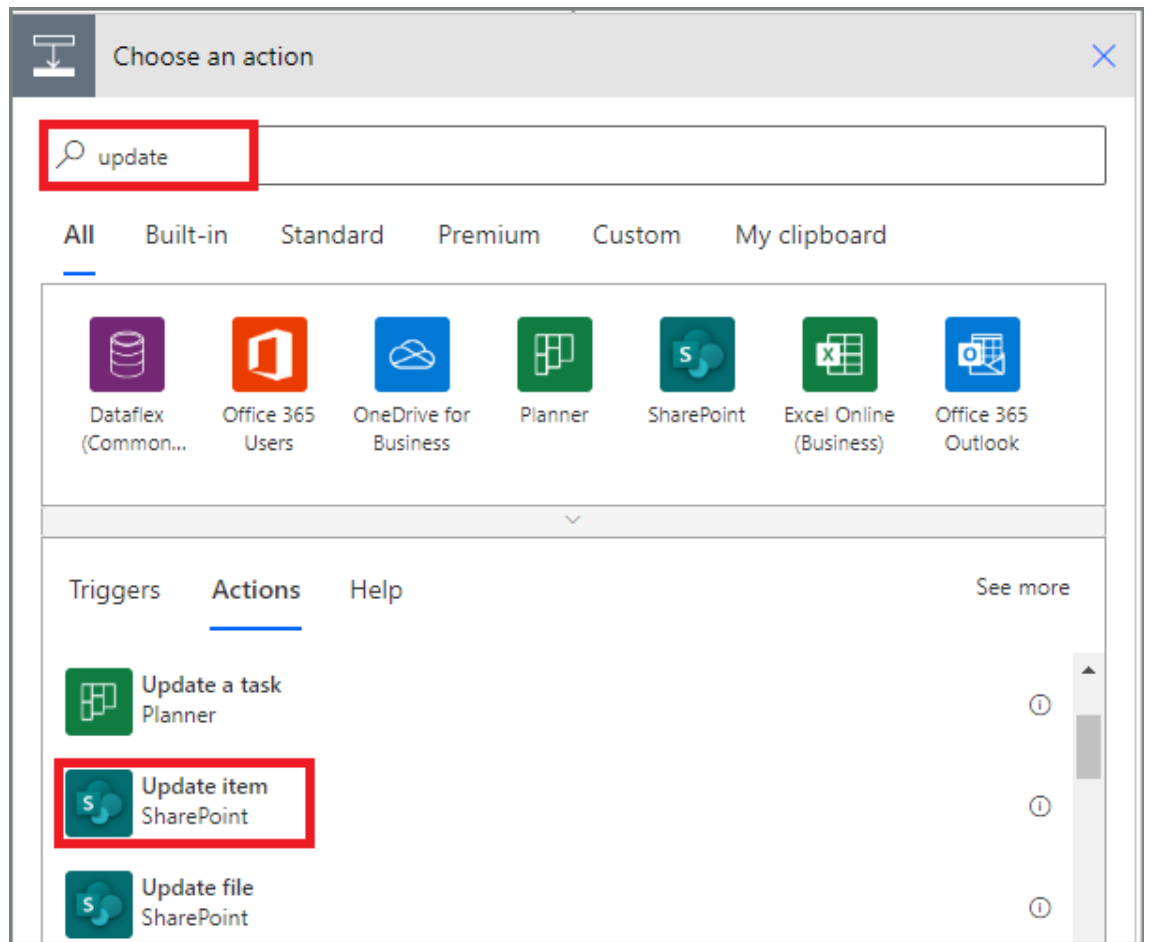 Choose an action
update
All Built-in Standard Premium Custom My clipboard
Dataflex (Common...
Office 365 Users
OneDrive for Business
Planner
SharePoint
Excel Online (Business)
Office 365 Outlook
Triggers Actions Help See more
Update a task
Planner
Update item
SharePoint
Update file
SharePoint